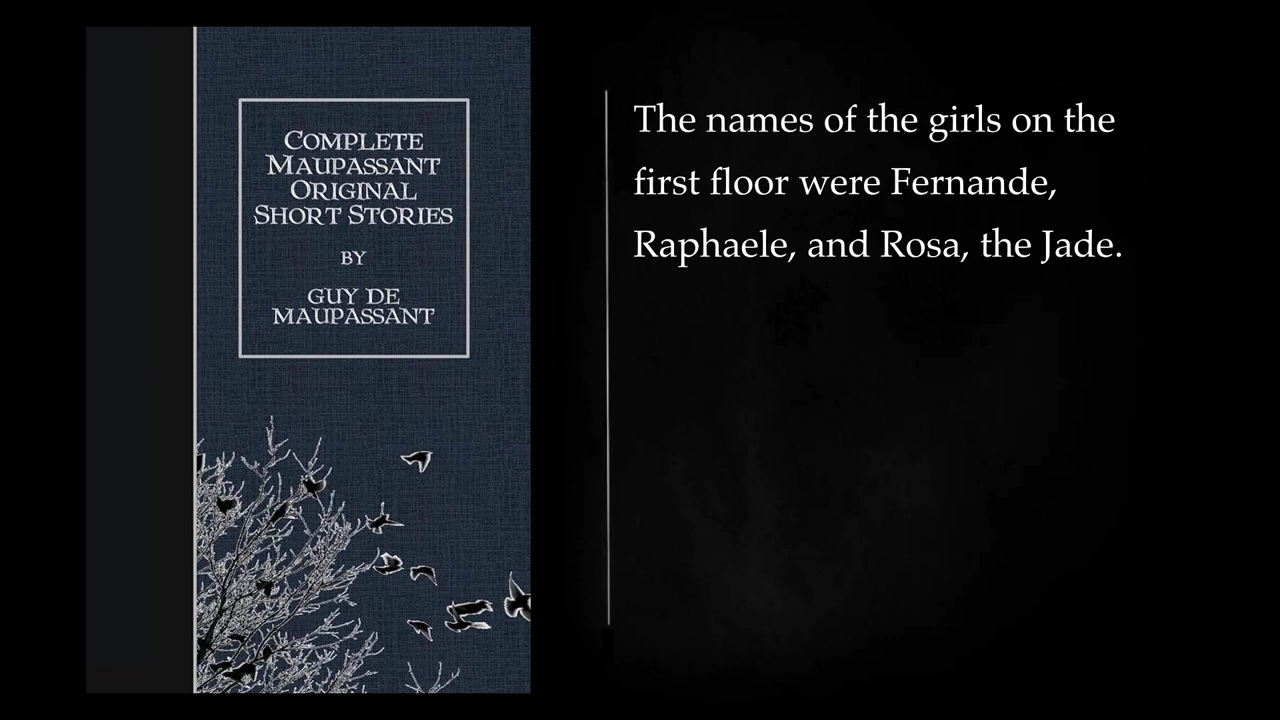 COMPLETE
MAUPASSANT
ORIGINAL
SHORT STORIES
BY
GUY DE
MAUPASSANT
The names of the girls on the
first floor were Fernande,
Raphaele, and Rosa, the Jade.